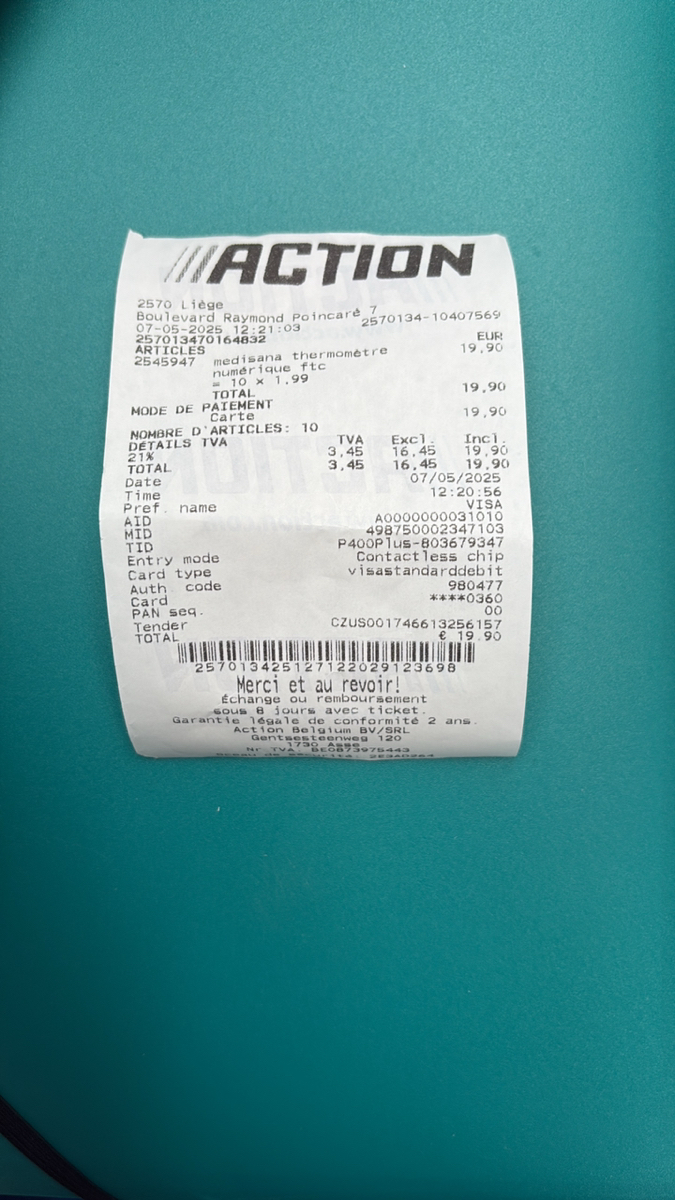 ///ACTION
2570 Liège
Boulevard Raymond Poincaré 7
07-05-2025 12:21:03 2570134-10407569
257013470164832 EUR
ARTICLES 19,90
2545947 medisana thermomètre
numérique ftc
= 10 x 1.99
TOTAL 19,90
MODE DE PAIEMENT
Carte 19,90
NOMBRE D'ARTICLES: 10
DÉTAILS TVA TVA Excl. Incl.
21% 3,45 16,45 19,90
TOTAL 3,45 16,45 19,90
Date 07/05/2025
Time 12:20:56
Pref. name VISA
AID A0000000031010
MID 498750002347103
TID P400Plus-803679347
Entry mode Contactless chip
Card type visastandarddebit
Auth. code 980477
Card ****0360
PAN seq. 00
Tender CZUS001746613256157
TOTAL € 19.90
257013425127122029123698
Merci et au revoir!
Échange ou remboursement
sous 8 jours avec ticket.
Garantie légale de conformité 2 ans.
Action Belgium BV/SRL
Gentsesteenweg 120
1730 Asse
Nr TVA. BE0873975443